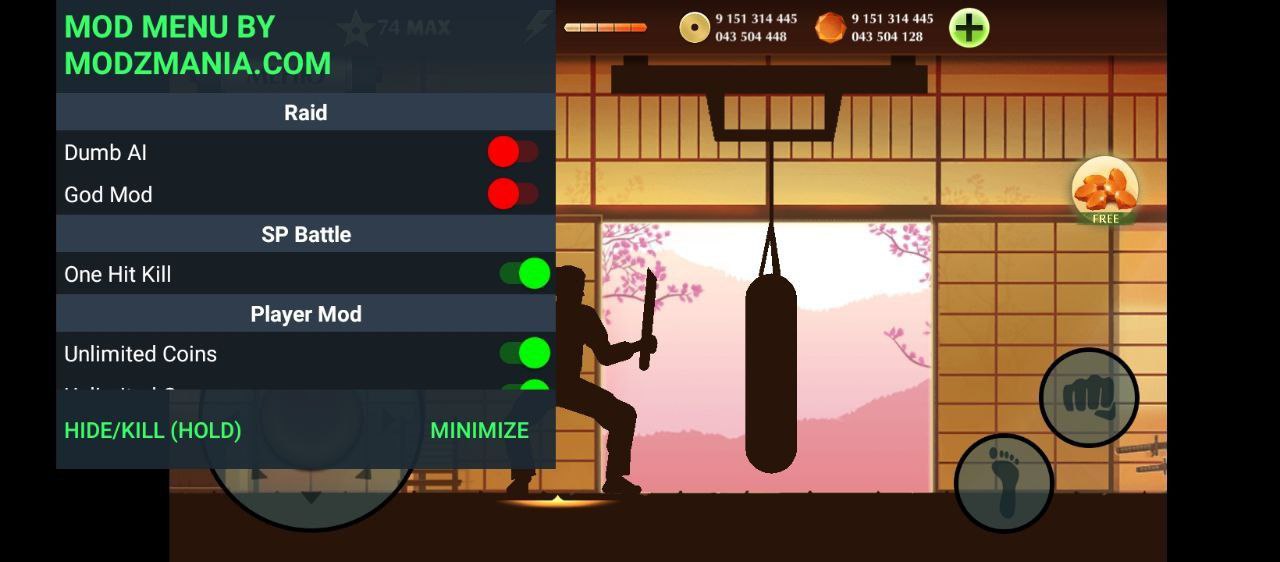 MOD MENU BY
MODZMANIA.COM
74 MAX
9 151 314 445
043 504 448
9 151 314 445
043 504 128
Raid
Dumb AI
God Mod
SP Battle
One Hit Kill
Player Mod
Unlimited Coins
HIDE/KILL (HOLD)
MINIMIZE
FREE